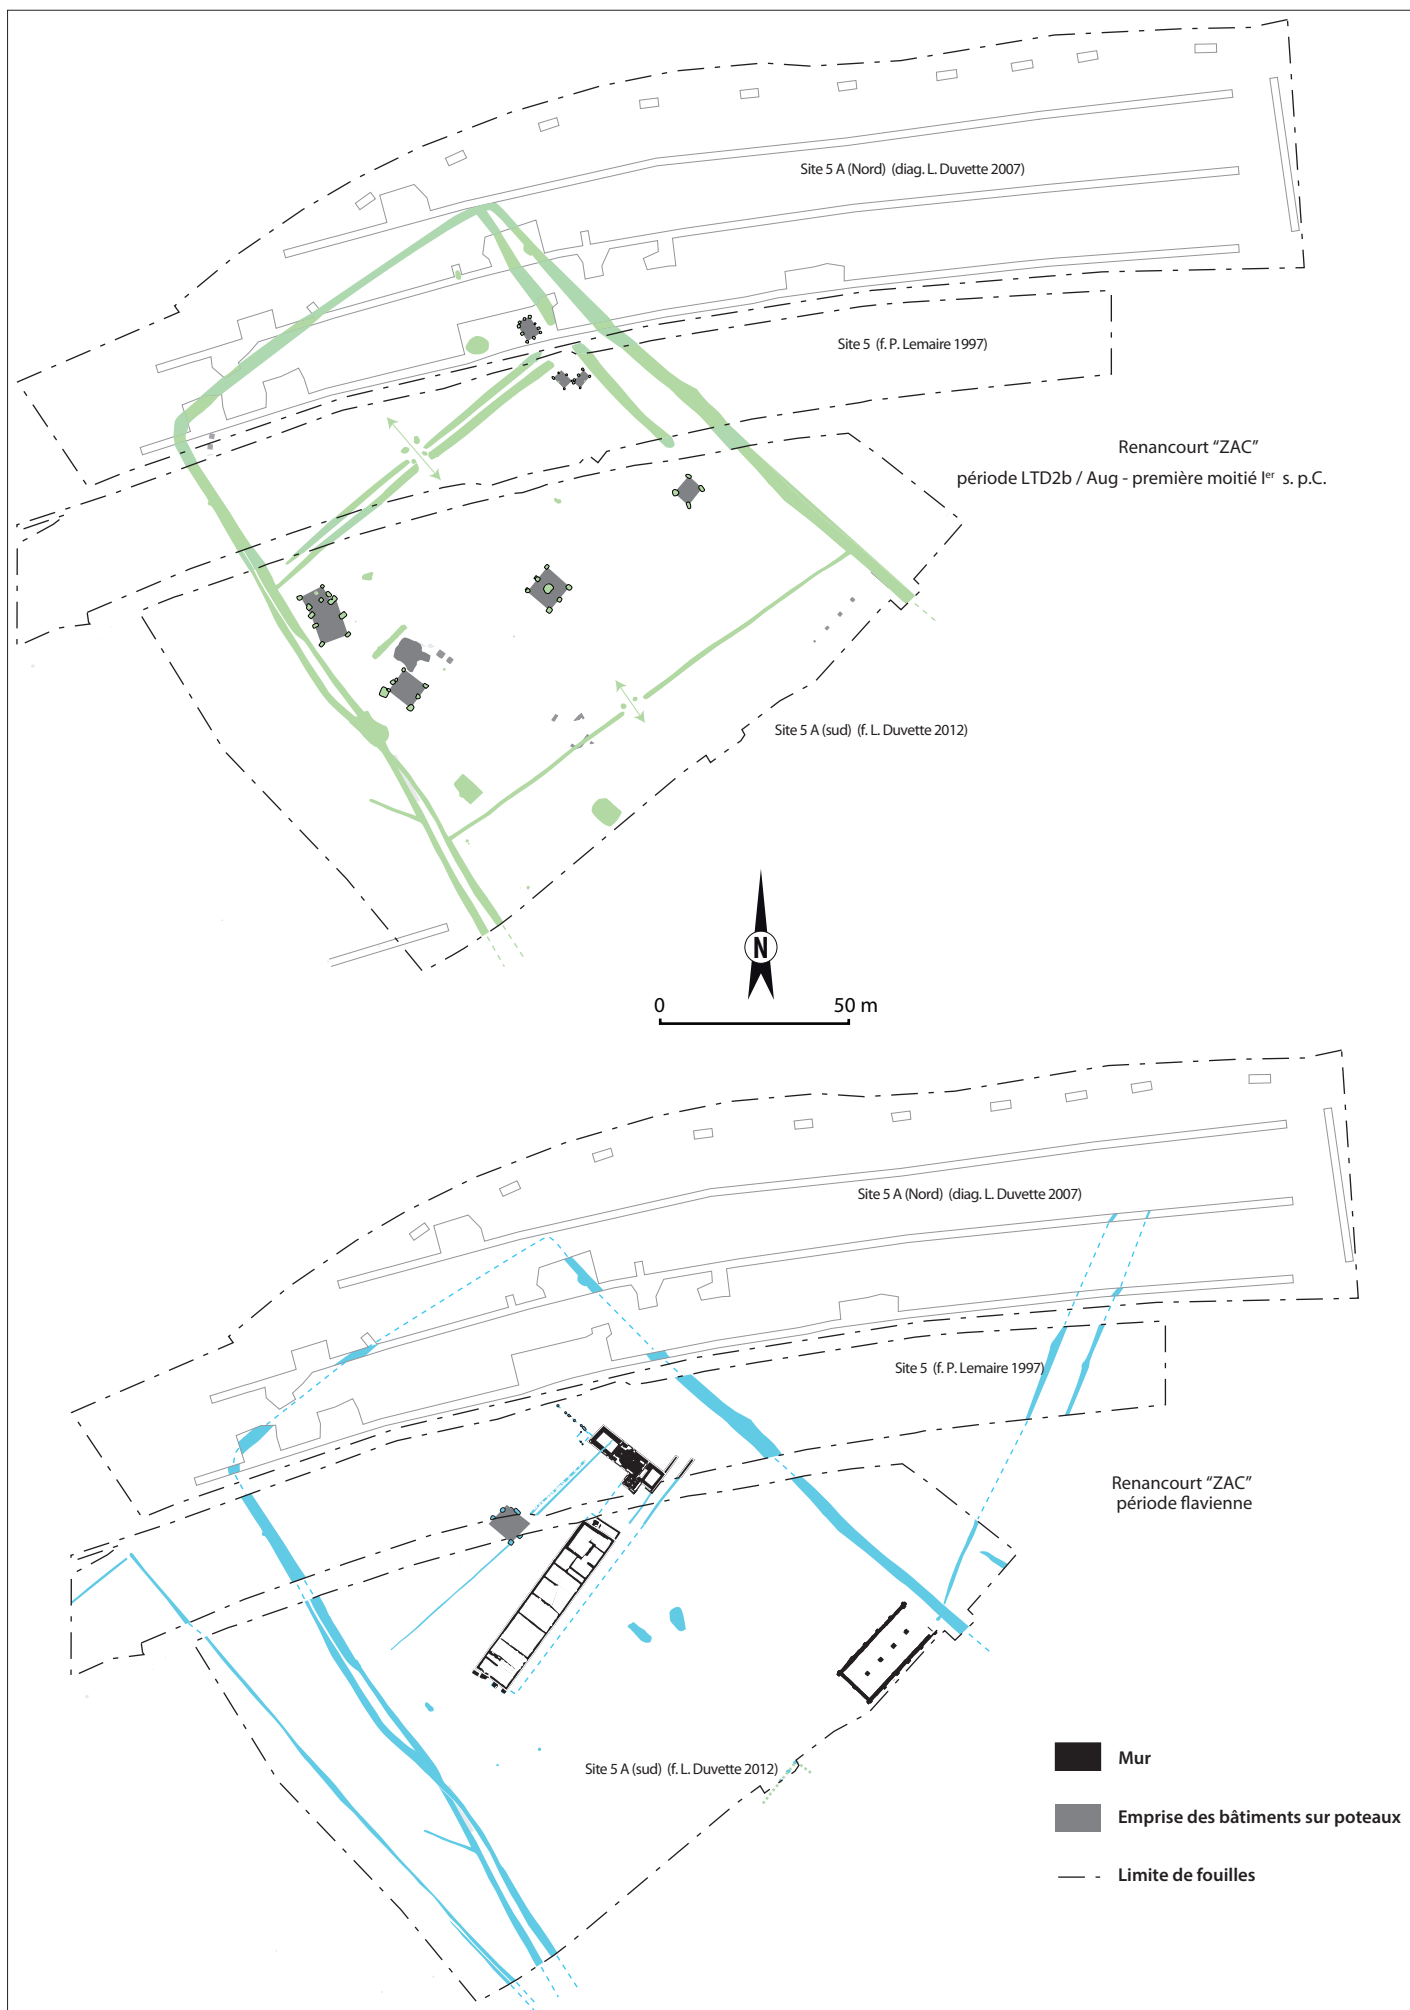 Site 5 A (Nord) (diag. L. Duvette 2007)
Site 5 (f. P. Lemaire 1997)
Renancourt “ZAC”
période LTD2b / Aug - première moitié Ier s. p.C.
Site 5 A (sud) (f. L. Duvette 2012)
N
0 50 m
Site 5 A (Nord) (diag. L. Duvette 2007)
Site 5 (f. P. Lemaire 1997)
Renancourt “ZAC”
période flavienne
Site 5 A (sud) (f. L. Duvette 2012)
Mur
Emprise des bâtiments sur poteaux
Limite de fouilles